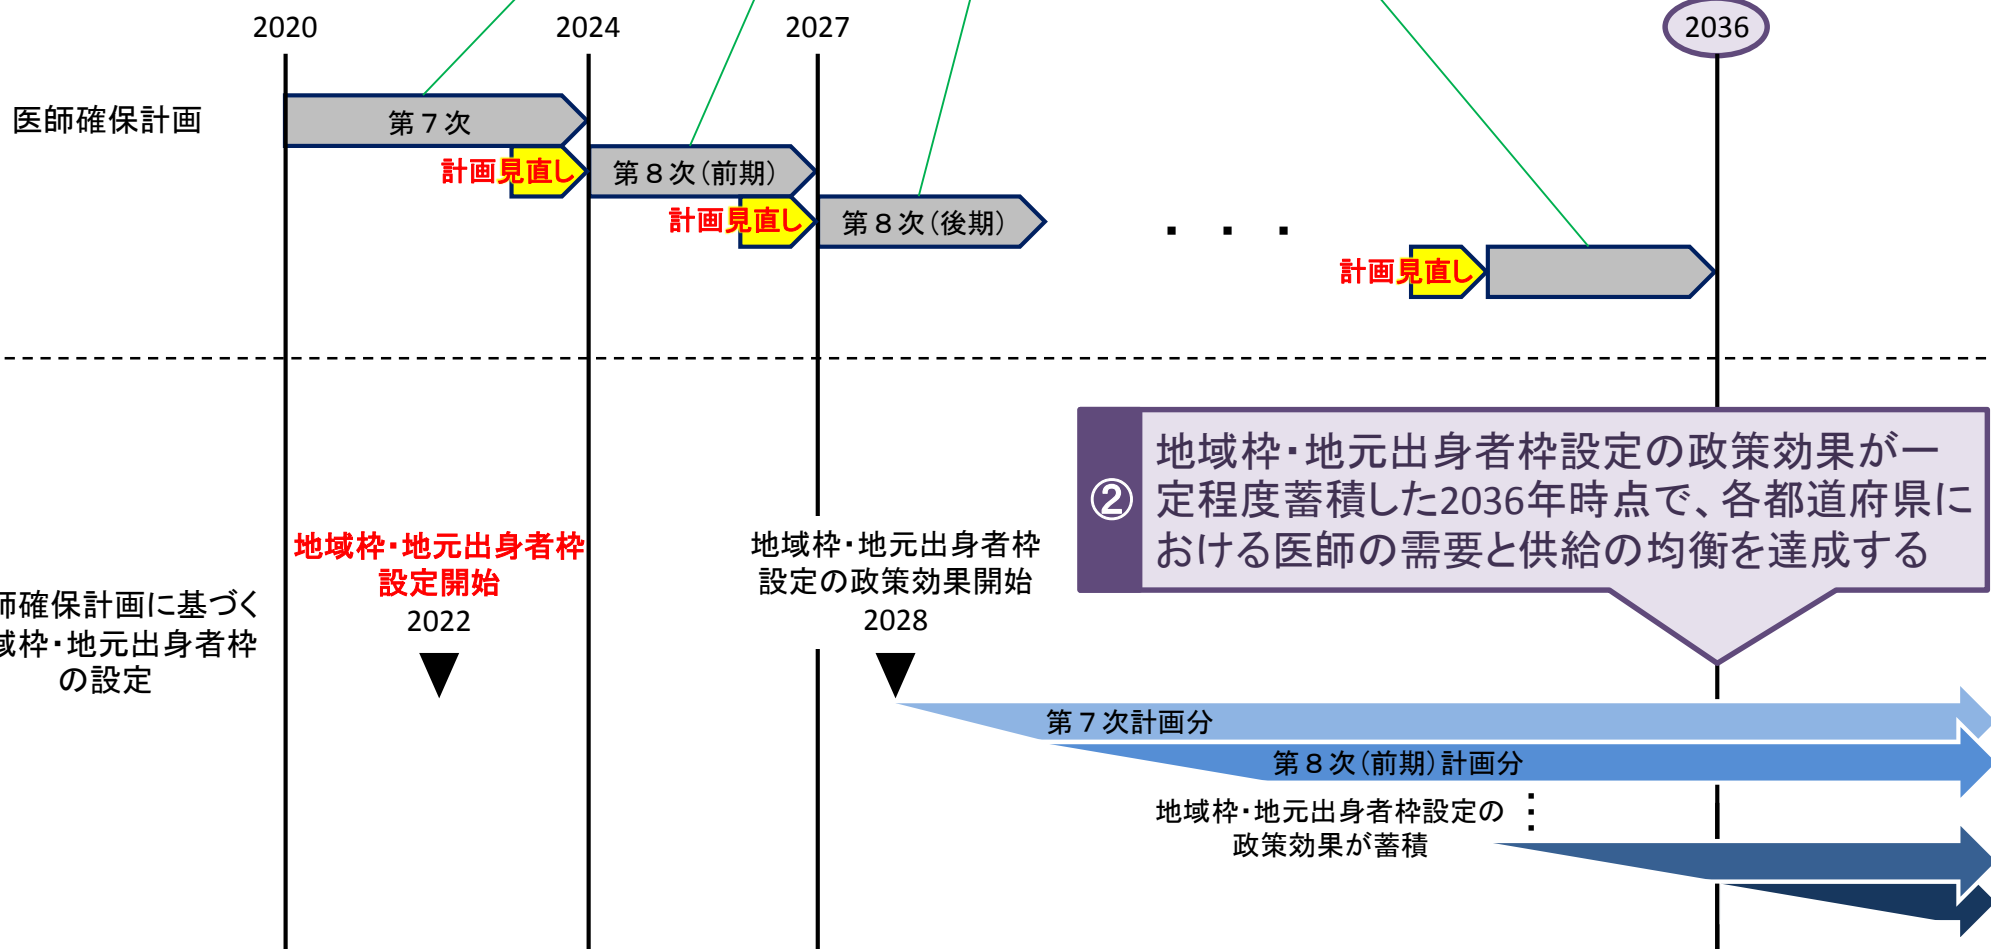 2020
2024
2027
2036
医師確保計画
第７次
計画見直し
第８次（前期）
計画見直し
第８次（後期）
・・・
計画見直し
②
地域枠・地元出身者枠設定の政策効果が一
定程度蓄積した2036年時点で、各都道府県に
おける医師の需要と供給の均衡を達成する
地域枠・地元出身者枠
設定開始
2022
地域枠・地元出身者枠
設定の政策効果開始
2028
師確保計画に基づく
域枠・地元出身者枠
の設定
第７次計画分
第８次（前期）計画分
地域枠・地元出身者枠設定の
政策効果が蓄積